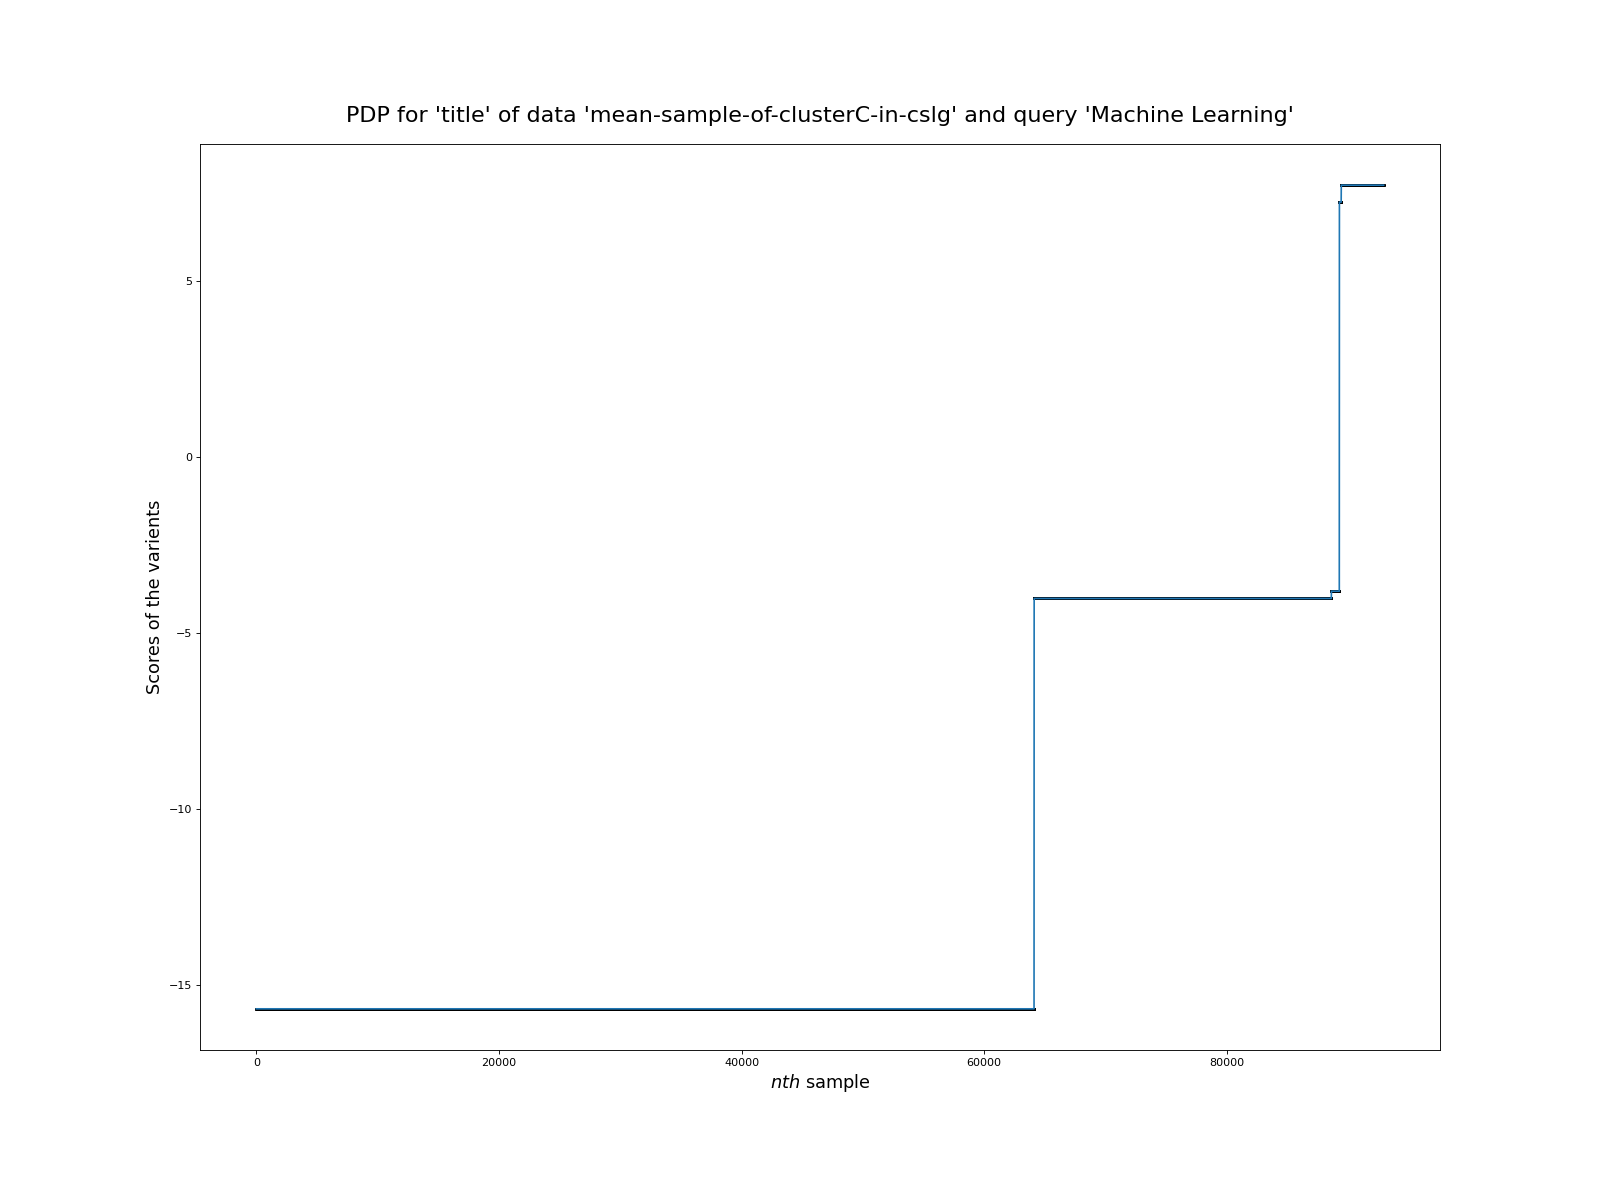 PDP for 'title' of data 'mean-sample-of-clusterC-in-cslg' and query 'Machine Learning'
5
0
−5
−10
−15
Scores of the varients
0 20000 40000 60000 80000
nth sample